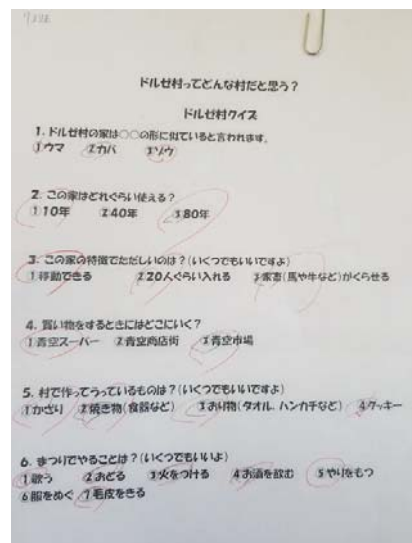 ドルゼ村ってどんな村だと思う？
ドルゼ村クイズ
1. ドルゼ村の家は○○の形に似ていると言われます。
1ウマ 2カバ 3ゾウ
2. この家はどれぐらい使える？
1 10年 2 40年 3 80年
3. この家の特徴でただしいのは？(いくつでもいいですよ)
1移動できる 2 20人ぐらい入れる 3家畜(馬や牛など)がくらせる
4. 買い物をするときにはどこにいく？
1青空スーパー 2青空商店街 3青空市場
5. 村で作ってうっているものは？(いくつでもいいですよ)
1かざり 2焼き物(食器など) 3おり物(タオル、ハンカチなど) 4クッキー
6. まつりでやることは？(いくつでもいいよ)
1歌う 2おどる 3火をつける 4お酒を飲む 5やりをもつ
6服をぬぐ 7毛皮をきる